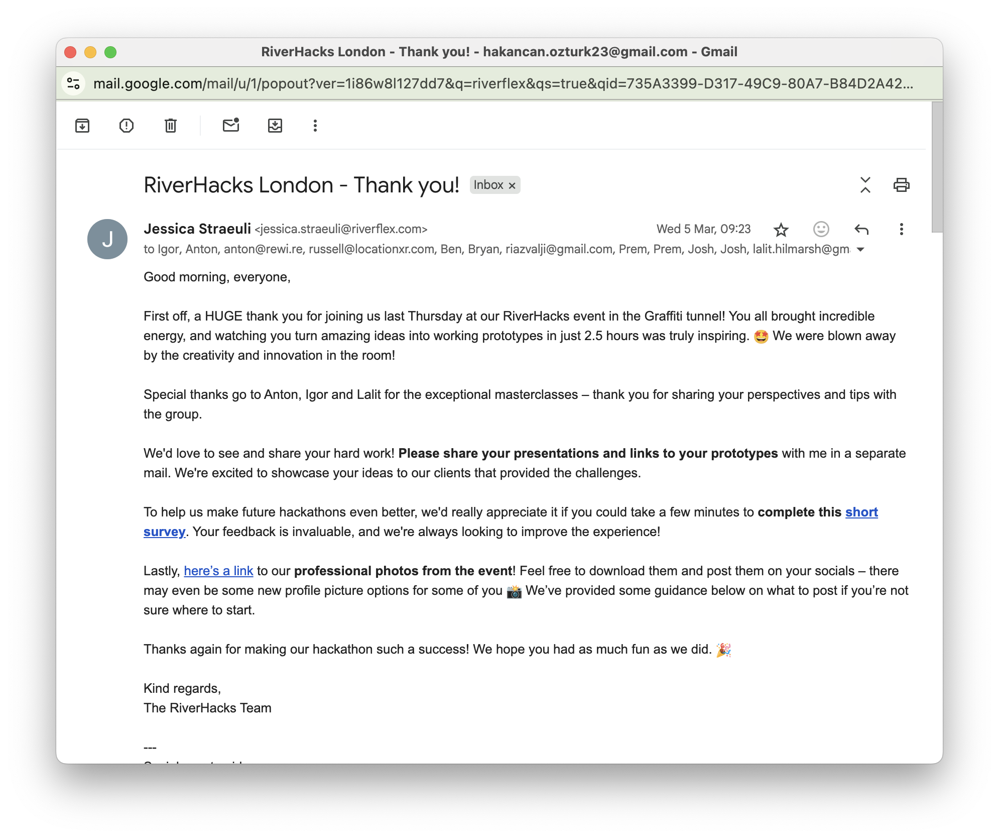 RiverHacks London - Thank you! - hakancan.ozturk23@gmail.com - Gmail
mail.google.com/mail/u/1/popout?ver=1i86w8l127dd7&q=riverflex&qs=true&qid=735A3399-D317-49C9-80A7-B84D2A42...
RiverHacks London - Thank you! Inbox ×
J
Jessica Straeuli <jessica.straeuli@riverflex.com> Wed 5 Mar, 09:23
to Igor, Anton, anton@rewi.re, russell@locationxr.com, Ben, Bryan, riazvalji@gmail.com, Prem, Prem, Josh, Josh, lalit.hilmarsh@gm
Good morning, everyone,
First off, a HUGE thank you for joining us last Thursday at our RiverHacks event in the Graffiti tunnel! You all brought incredible
energy, and watching you turn amazing ideas into working prototypes in just 2.5 hours was truly inspiring. 🤩 We were blown away
by the creativity and innovation in the room!
Special thanks go to Anton, Igor and Lalit for the exceptional masterclasses – thank you for sharing your perspectives and tips with
the group.
We'd love to see and share your hard work! Please share your presentations and links to your prototypes with me in a separate
mail. We're excited to showcase your ideas to our clients that provided the challenges.
To help us make future hackathons even better, we'd really appreciate it if you could take a few minutes to complete this short
survey. Your feedback is invaluable, and we're always looking to improve the experience!
Lastly, here’s a link to our professional photos from the event! Feel free to download them and post them on your socials – there
may even be some new profile picture options for some of you 📸 We’ve provided some guidance below on what to post if you’re not
sure where to start.
Thanks again for making our hackathon such a success! We hope you had as much fun as we did. 🎉
Kind regards,
The RiverHacks Team
---